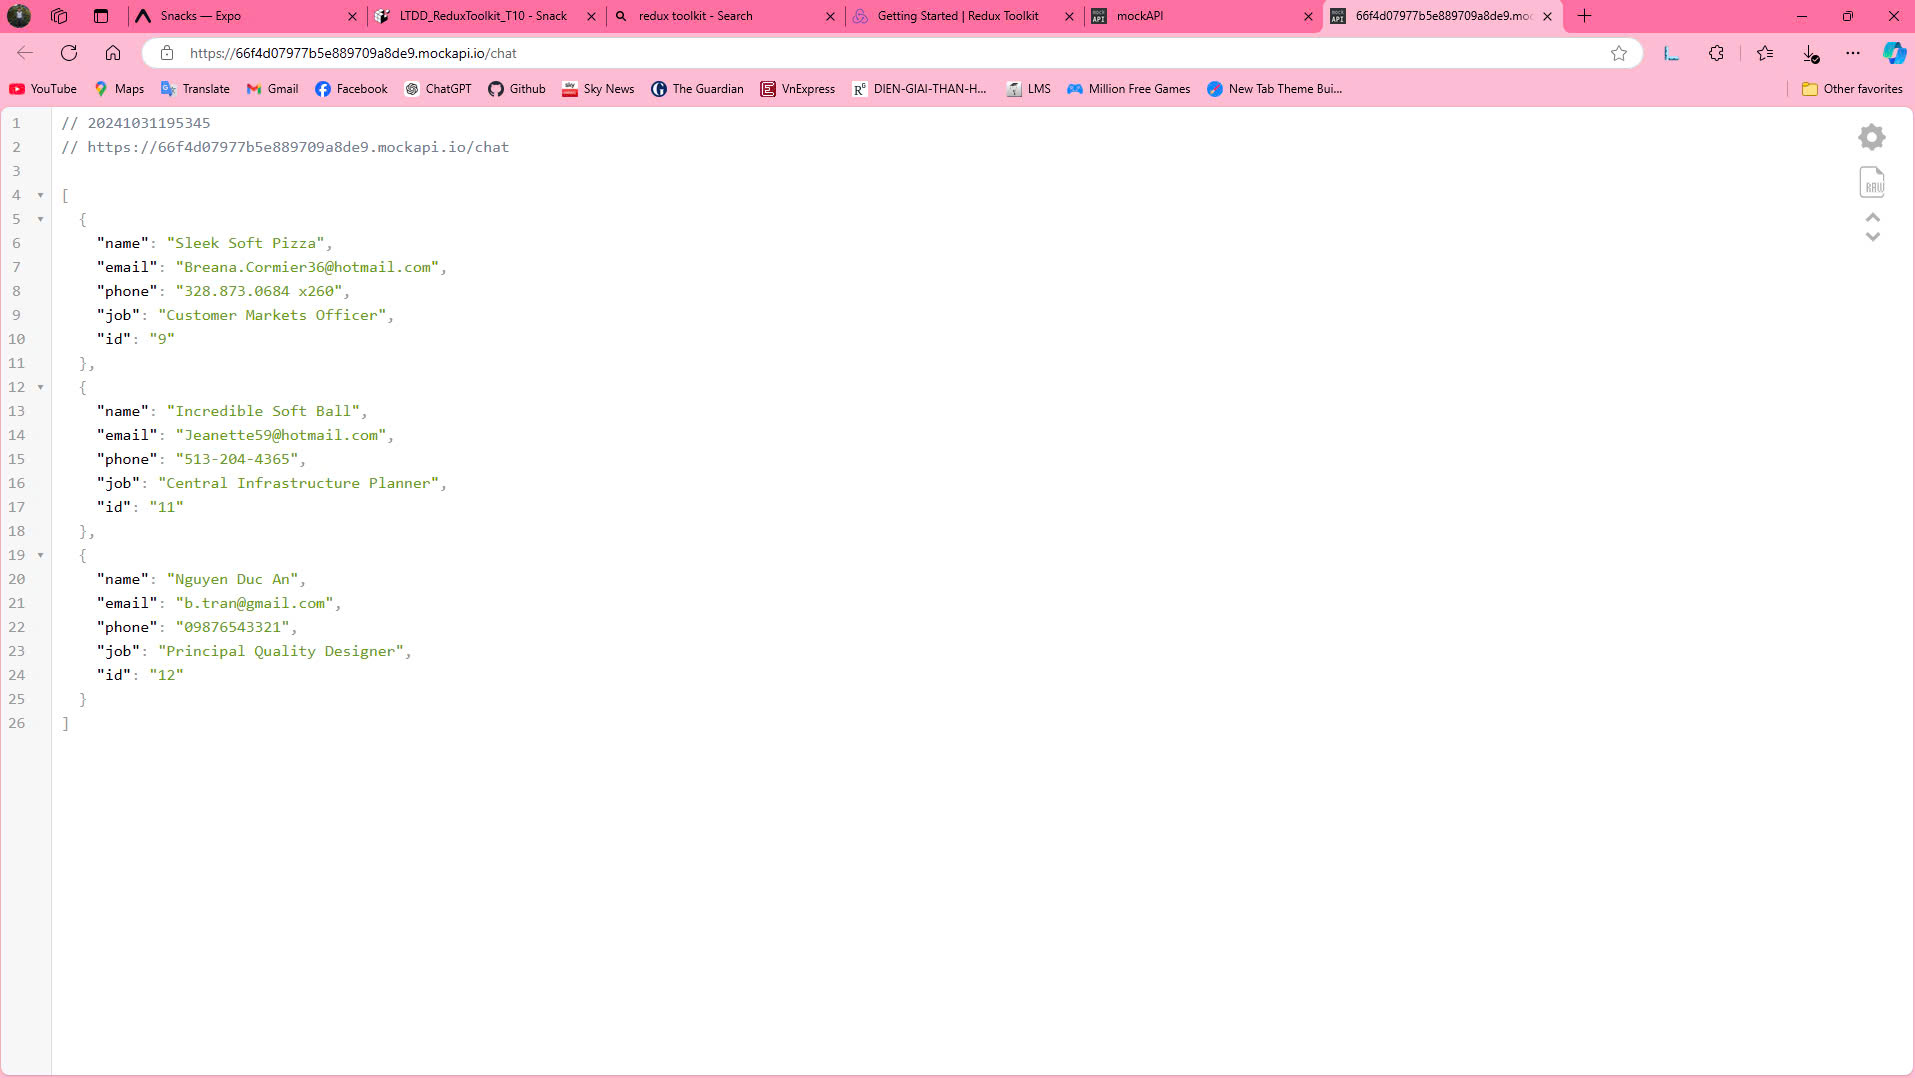 Snacks — Expo
LTDD_ReduxToolkit_T10 - Snack
redux toolkit - Search
Getting Started | Redux Toolkit
mockAPI
66f4d07977b5e889709a8de9.moc
https://66f4d07977b5e889709a8de9.mockapi.io/chat
YouTube
Maps
Translate
Gmail
Facebook
ChatGPT
Github
Sky News
The Guardian
VnExpress
DIEN-GIAI-THAN-H...
LMS
Million Free Games
New Tab Theme Bui...
Other favorites
1 // 20241031195345
2 // https://66f4d07977b5e889709a8de9.mockapi.io/chat
3
4 [
5 {
6 "name": "Sleek Soft Pizza",
7 "email": "Breana.Cormier36@hotmail.com",
8 "phone": "328.873.0684 x260",
9 "job": "Customer Markets Officer",
10 "id": "9"
11 },
12 {
13 "name": "Incredible Soft Ball",
14 "email": "Jeanette59@hotmail.com",
15 "phone": "513-204-4365",
16 "job": "Central Infrastructure Planner",
17 "id": "11"
18 },
19 {
20 "name": "Nguyen Duc An",
21 "email": "b.tran@gmail.com",
22 "phone": "09876543321",
23 "job": "Principal Quality Designer",
24 "id": "12"
25 }
26 ]
RAW